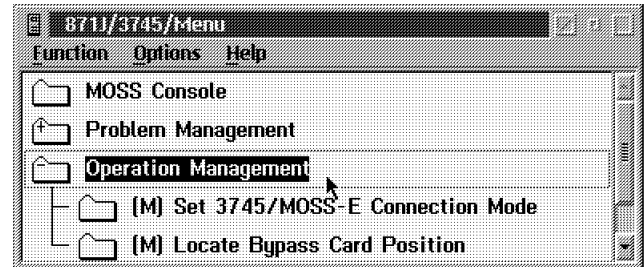 871J/3745/Menu
Function Options Help
MOSS Console
Problem Management
Operation Management
(M) Set 3745/MOSS-E Connection Mode
(M) Locate Bypass Card Position